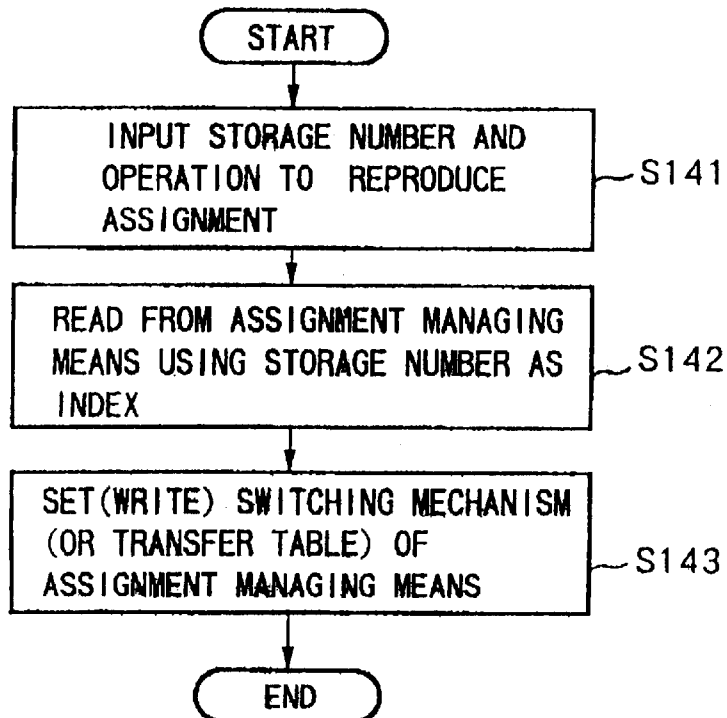 START
INPUT STORAGE NUMBER AND
OPERATION TO REPRODUCE
ASSIGNMENT
S141
READ FROM ASSIGNMENT MANAGING
MEANS USING STORAGE NUMBER AS
INDEX
S142
SET(WRITE) SWITCHING MECHANISM
(OR TRANSFER TABLE) OF
ASSIGNMENT MANAGING MEANS
S143
END